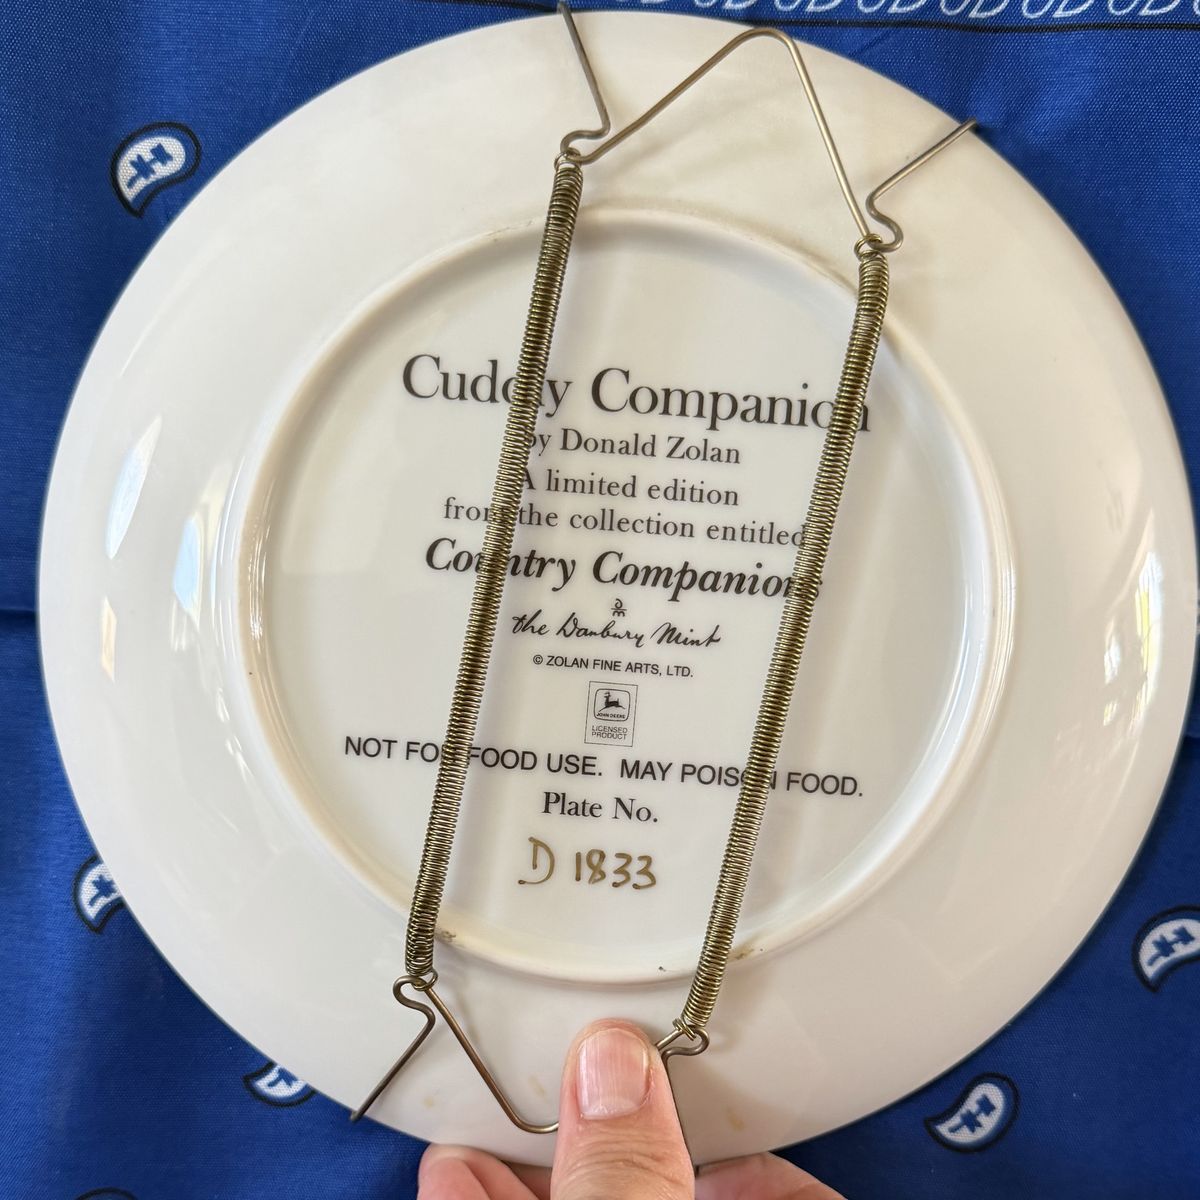 Cuddly Companion
by Donald Zolan
A limited edition
from the collection entitled
Country Companions
the Danbury Mint
© ZOLAN FINE ARTS, LTD.
JOHN DEERE
LICENSED
PRODUCT
NOT FOR FOOD USE. MAY POISON FOOD.
Plate No.
D 1833